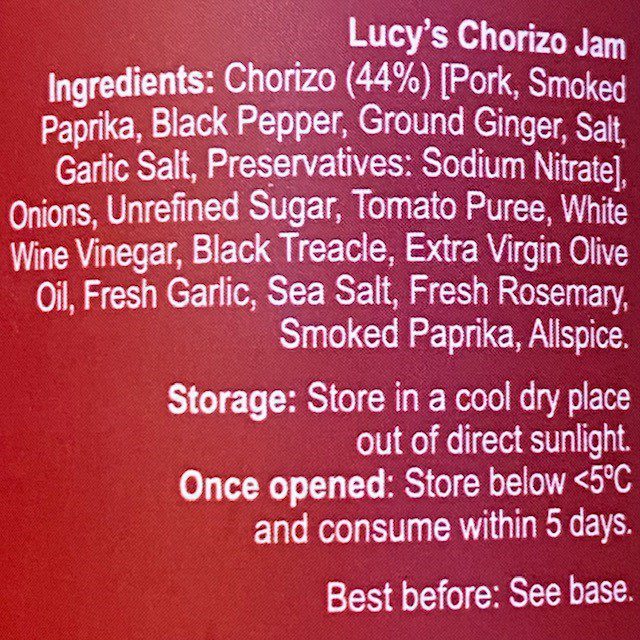 Lucy's Chorizo Jam
Ingredients: Chorizo (44%) [Pork, Smoked
Paprika, Black Pepper, Ground Ginger, Salt,
Garlic Salt, Preservatives: Sodium Nitrate],
Onions, Unrefined Sugar, Tomato Puree, White
Wine Vinegar, Black Treacle, Extra Virgin Olive
Oil, Fresh Garlic, Sea Salt, Fresh Rosemary,
Smoked Paprika, Allspice.
Storage: Store in a cool dry place
out of direct sunlight.
Once opened: Store below <5ºC
and consume within 5 days.
Best before: See base.